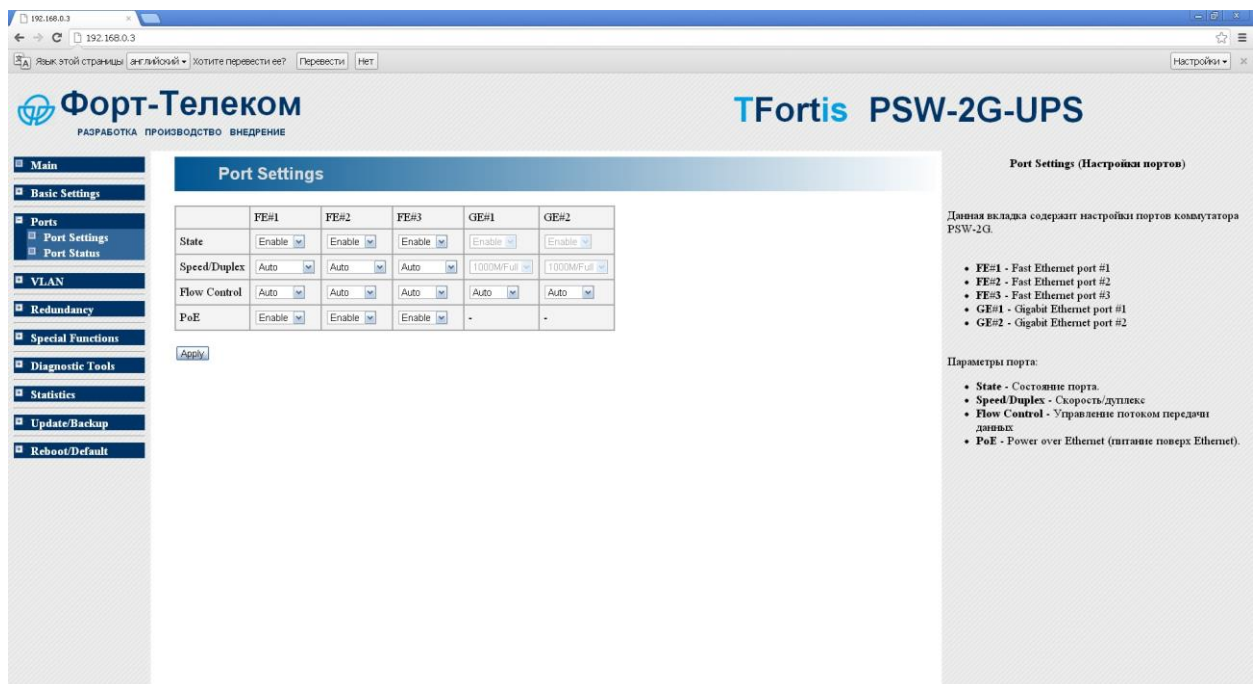 192.168.0.3
192.168.0.3
Язык этой страницы английский Хотите перевести ее? Перевести Нет Настройки
Форт-Телеком
РАЗРАБОТКА ПРОИЗВОДСТВО ВНЕДРЕНИЕ
TFortis PSW-2G-UPS
Main
Basic Settings
Ports
Port Settings
Port Status
VLAN
Redundancy
Special Functions
Diagnostic Tools
Statistics
Update/Backup
Reboot/Default
Port Settings
FE#1 FE#2 FE#3 GE#1 GE#2
State Enable Enable Enable Enable Enable
Speed/Duplex Auto Auto Auto 1000M/Full 1000M/Full
Flow Control Auto Auto Auto Auto Auto
PoE Enable Enable Enable - -
Apply
Port Settings (Настройки портов)
Данная вкладка содержит настройки портов коммутатора
PSW-2G.
• FE#1 - Fast Ethernet port #1
• FE#2 - Fast Ethernet port #2
• FE#3 - Fast Ethernet port #3
• GE#1 - Gigabit Ethernet port #1
• GE#2 - Gigabit Ethernet port #2
Параметры порта:
• State - Состояние порта.
• Speed/Duplex - Скорость/дуплекс
• Flow Control - Управление потоком передачи
данных
• PoE - Power over Ethernet (питание поверх Ethernet).